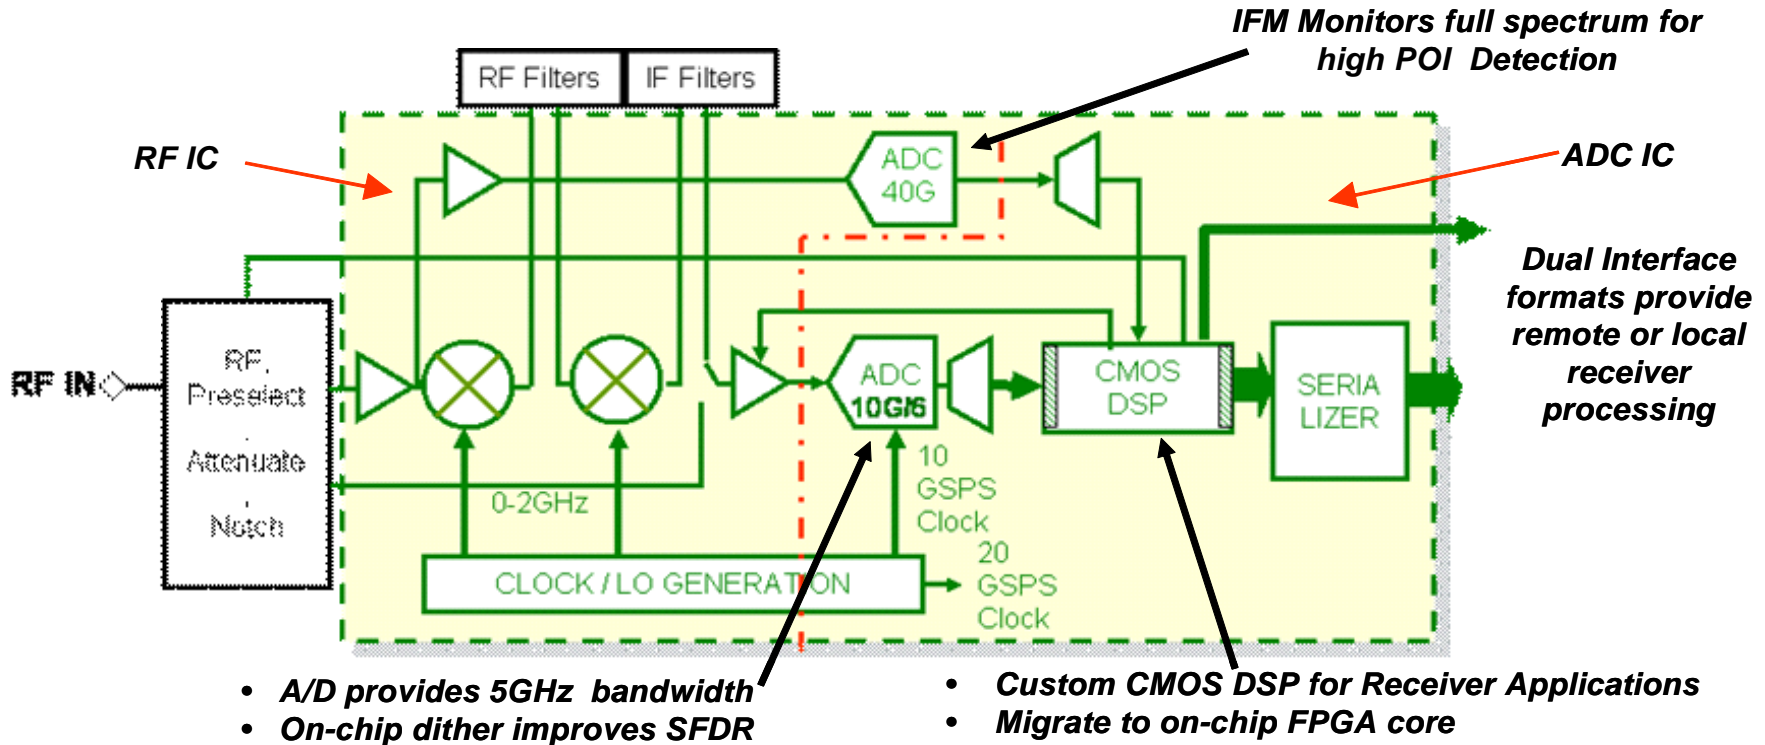 IFM Monitors full spectrum for
high POI Detection
RF Filters
IF Filters
RF IC
ADC IC
ADC
40G
Dual Interface
formats provide
remote or local
receiver
processing
RF IN
RF.
Preselect
.
Attenuate
.
Notch
ADC
10G/6
CMOS
DSP
SERIA
LIZER
0-2GHz
10
GSPS
Clock
20
GSPS
Clock
CLOCK / LO GENERATION
• A/D provides 5GHz bandwidth
• On-chip dither improves SFDR
• Custom CMOS DSP for Receiver Applications
• Migrate to on-chip FPGA core